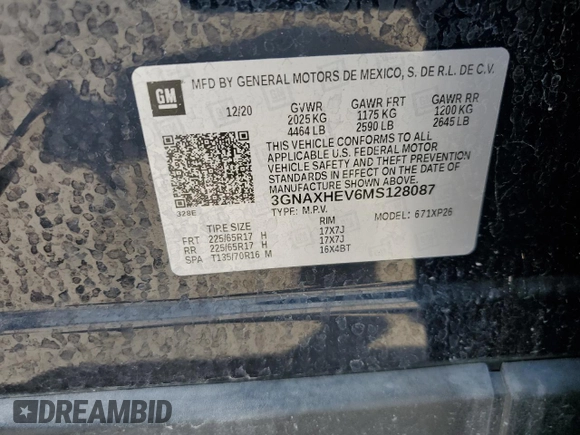 GM
MFD BY GENERAL MOTORS DE MEXICO, S. DE R.L. DE C.V.
12/20 GVWR GAWR FRT GAWR RR
2025 KG 1175 KG 1200 KG
4464 LB 2590 LB 2645 LB
THIS VEHICLE CONFORMS TO ALL
APPLICABLE U.S. FEDERAL MOTOR
VEHICLE SAFETY AND THEFT PREVENTION
STANDARDS IN EFFECT ON THE DATE OF
MANUFACTURE SHOWN ABOVE.
3GNAXHEV6MS128087
TYPE: M.P.V. MODEL: 671XP26
328E
TIRE SIZE RIM
FRT 225/65R17 H 17X7J
RR 225/65R17 H 17X7J
SPA T135/70R16 M 16X4BT
DREAMBID